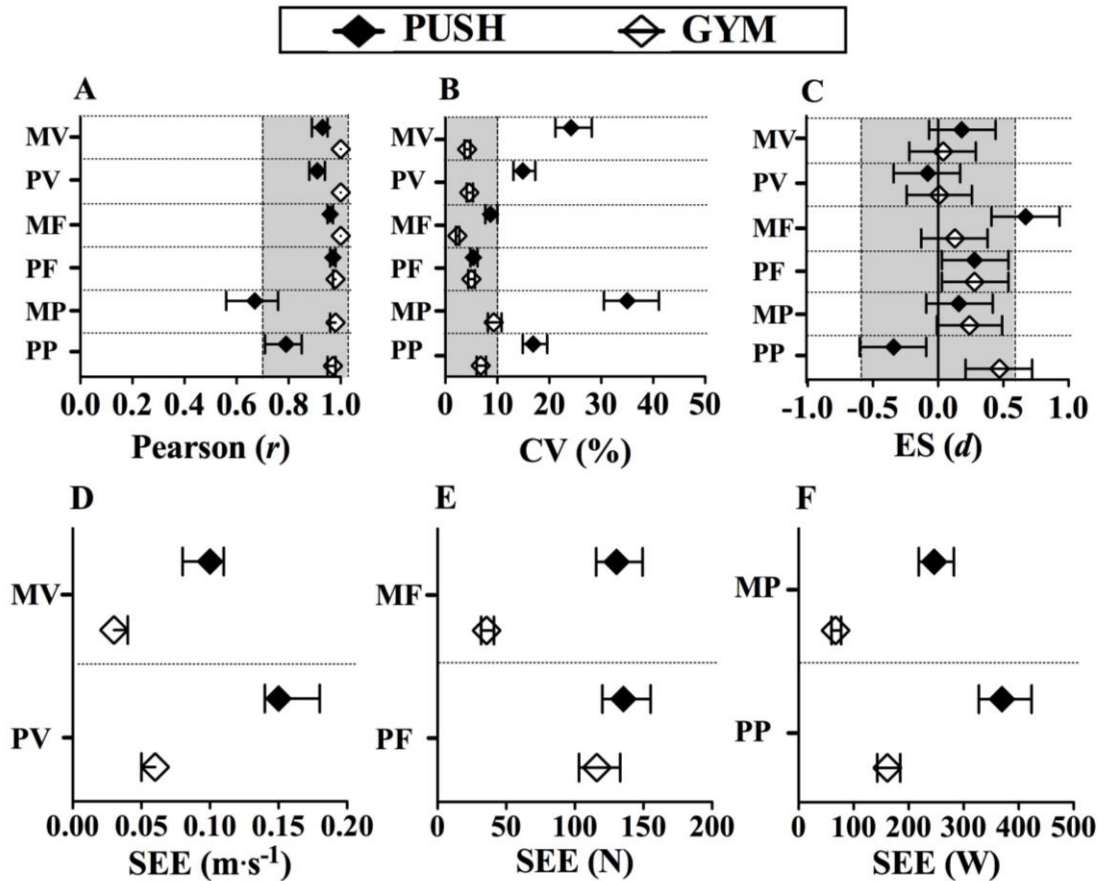 PUSH GYM
A B C
MV MV MV
PV PV PV
MF MF MF
PF PF PF
MP MP MP
PP PP PP
0.0 0.2 0.4 0.6 0.8 1.0 0 10 20 30 40 50 -1.0 -0.5 0.0 0.5 1.0
Pearson (r) CV (%) ES (d)
D E F
MV MF MP
PV PF PP
0.00 0.05 0.10 0.15 0.20 0 50 100 150 200 0 100 200 300 400 500
SEE (m·s⁻¹) SEE (N) SEE (W)